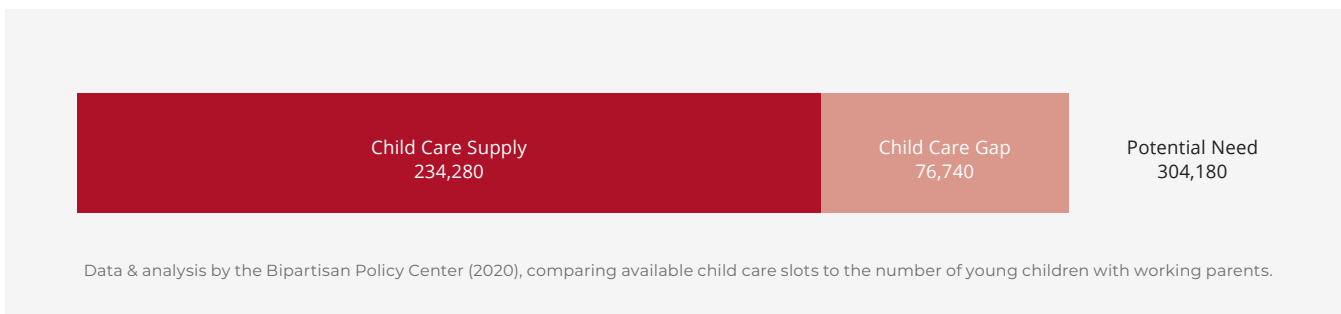 Child Care Supply
234,280
Child Care Gap
76,740
Potential Need
304,180
Data & analysis by the Bipartisan Policy Center (2020), comparing available child care slots to the number of young children with working parents.